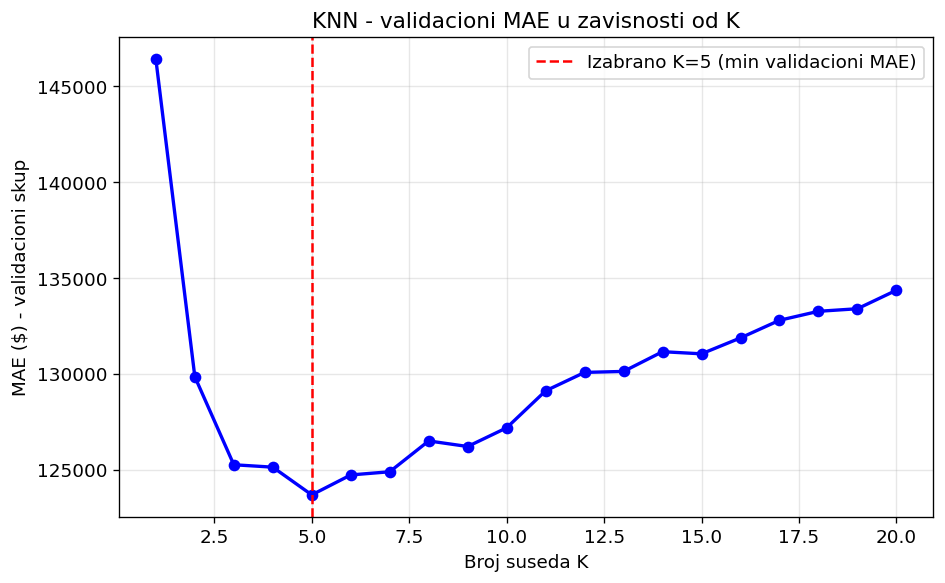 KNN - validacioni MAE u zavisnosti od K
Izabrano K=5 (min validacioni MAE)
MAE ($) - validacioni skup
145000
140000
135000
130000
125000
2.5 5.0 7.5 10.0 12.5 15.0 17.5 20.0
Broj suseda K